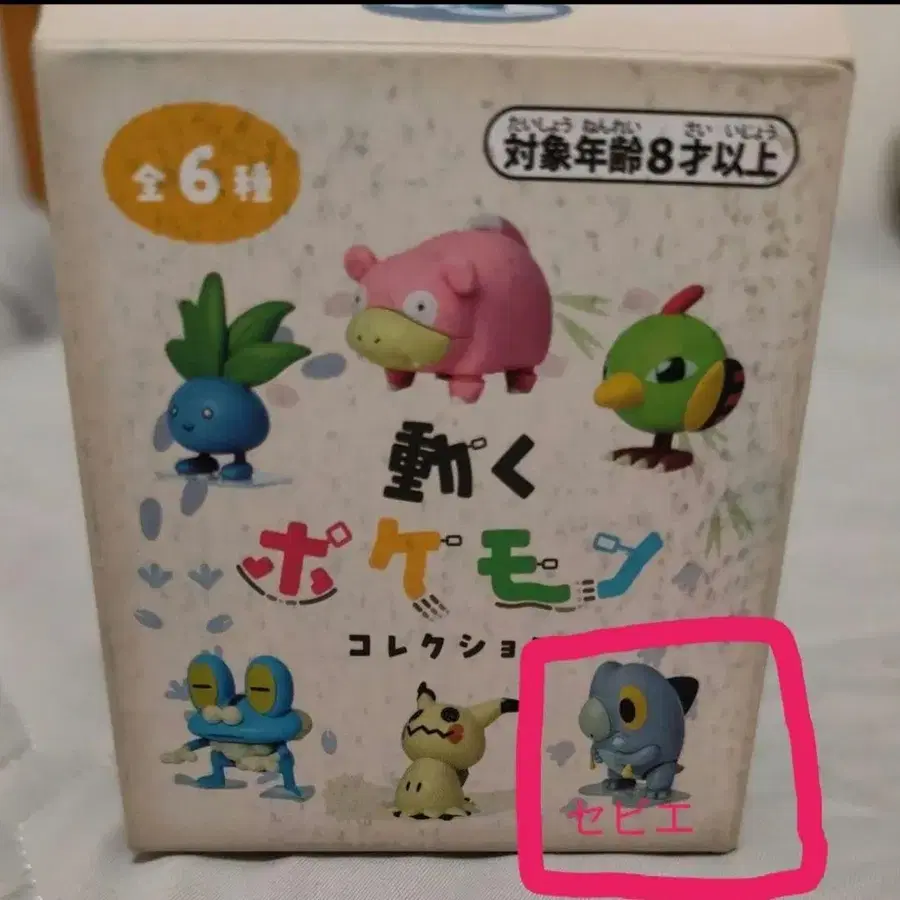 全6種
たいしょう ねんれい さい いじょう
対象年齢8才以上
動く
ポケモン
コレクション
セビエ